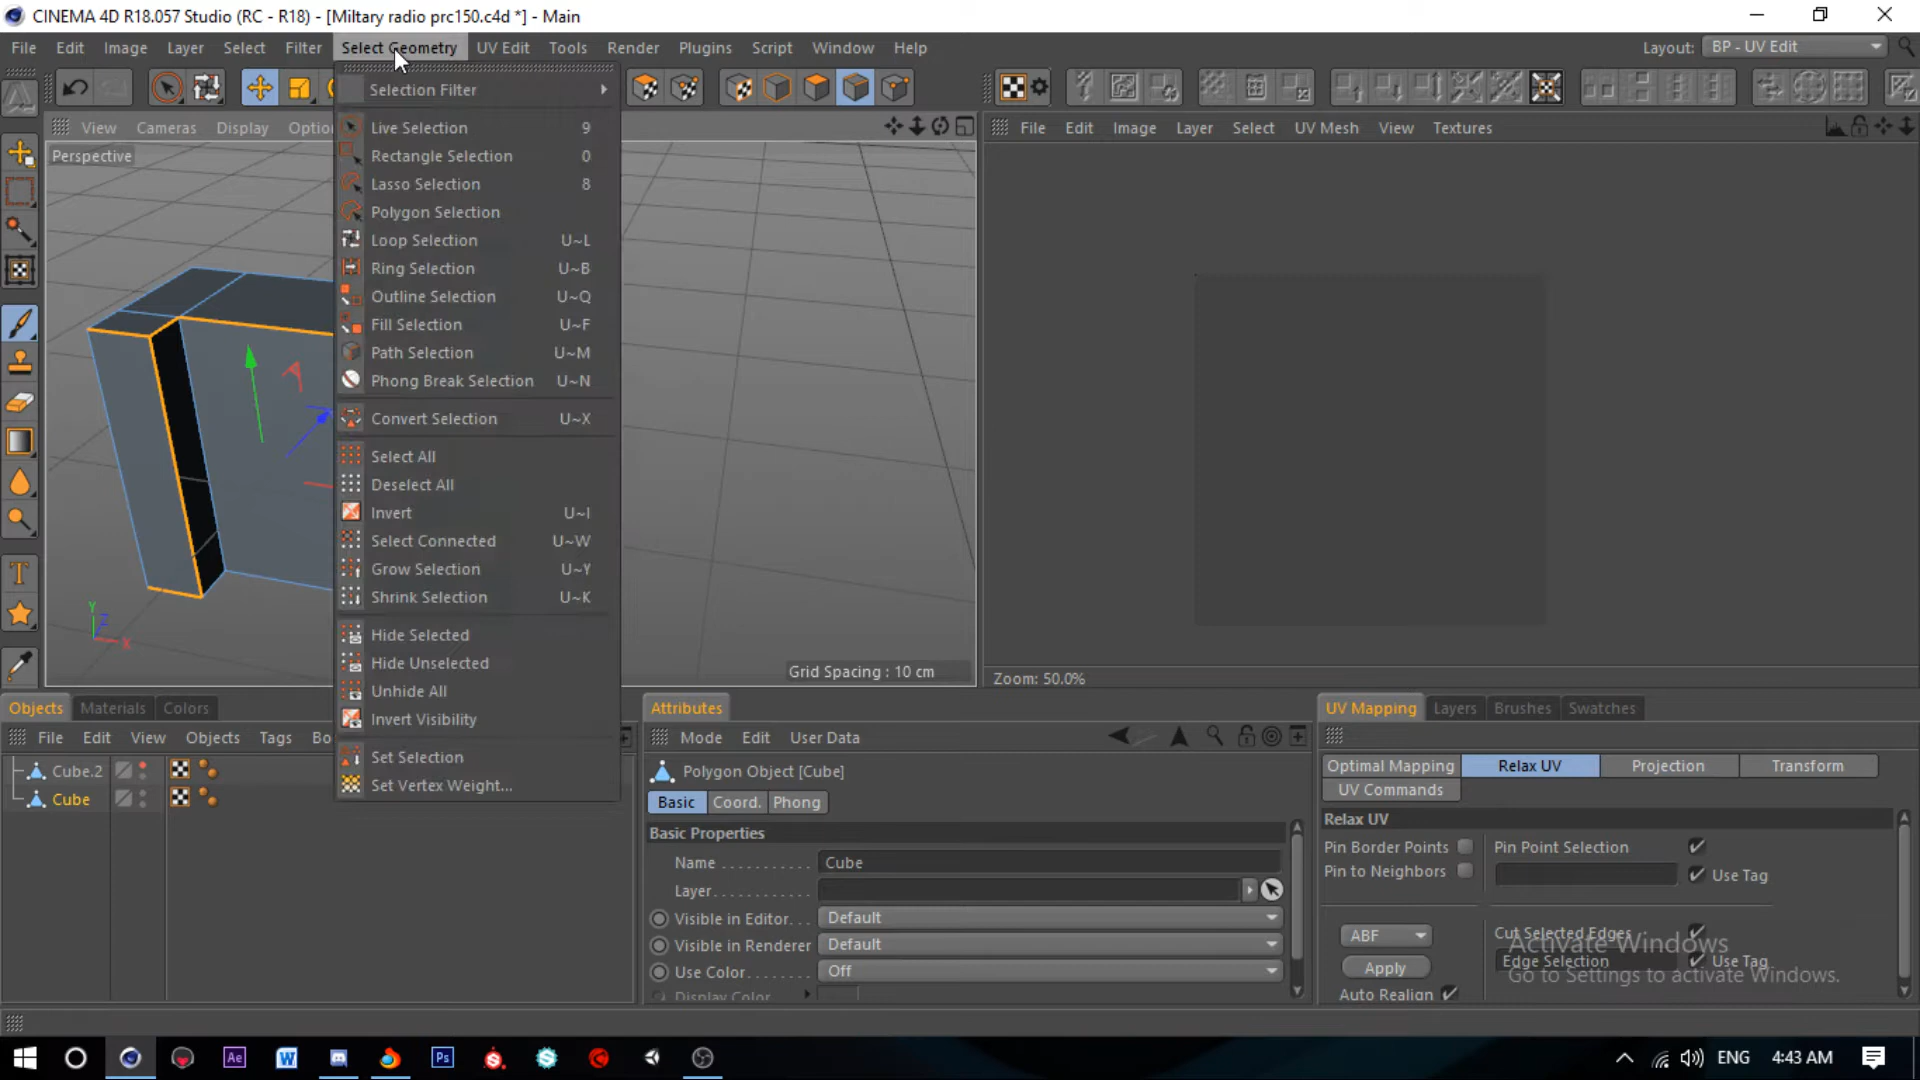 CINEMA 4D R18.057 Studio (RC - R18) - [Miltary radio prc150.c4d *] - Main
File Edit Image Layer Select Filter Select Geometry UV Edit Tools Render Plugins Script Window Help Layout: BP - UV Edit
Selection Filter
Live Selection 9
Rectangle Selection 0
Lasso Selection 8
Polygon Selection
Loop Selection U~L
Ring Selection U~B
Outline Selection U~Q
Fill Selection U~F
Path Selection U~M
Phong Break Selection U~N
Convert Selection U~X
Select All
Deselect All
Invert U~I
Select Connected U~W
Grow Selection U~Y
Shrink Selection U~K
Hide Selected
Hide Unselected
Unhide All
Invert Visibility
Set Selection
Set Vertex Weight...
View Cameras Display Optio
Perspective
Y
Z
X
Grid Spacing : 10 cm
File Edit Image Layer Select UV Mesh View Textures
Zoom: 50.0%
Objects Materials Colors
File Edit View Objects Tags Bo
Cube.2
Cube
Attributes
Mode Edit User Data
Polygon Object [Cube]
Basic Coord. Phong
Basic Properties
Name . . . . . . . . . . . Cube
Layer. . . . . . . . . . . .
Visible in Editor. . . Default
Visible in Renderer Default
Use Color. . . . . . . . Off
Display Color
UV Mapping Layers Brushes Swatches
Optimal Mapping Relax UV Projection Transform
UV Commands
Relax UV
Pin Border Points Pin Point Selection
Pin to Neighbors Use Tag
ABF Cut Selected Edges
Apply Edge Selection Use Tag
Auto Realign
Activate Windows
Go to Settings to activate Windows.
Ae W Ps ENG 4:43 AM